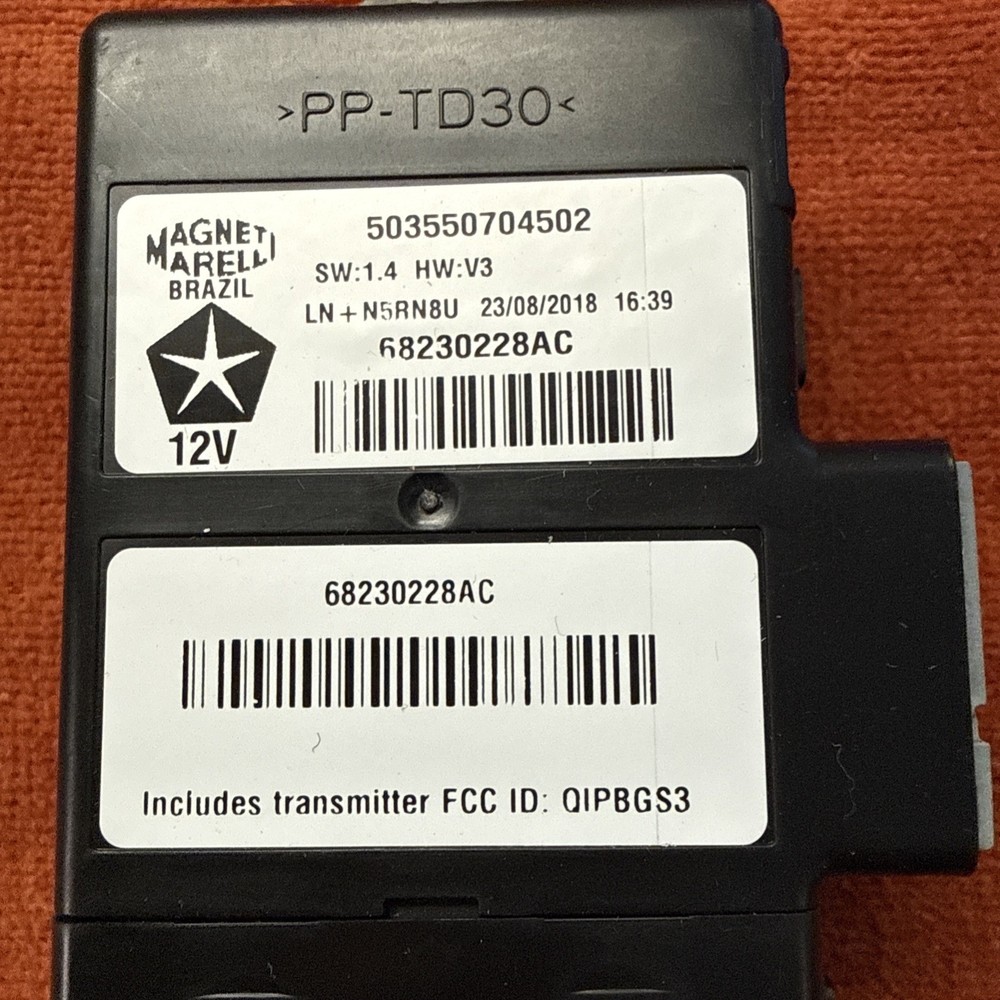 >PP-TD30<
MAGNETI
MARELLI
BRAZIL
12V
503550704502
SW:1.4 HW:V3
LN+N5RN8U 23/08/2018 16:39
68230228AC
68230228AC
Includes transmitter FCC ID: QIPBGS3